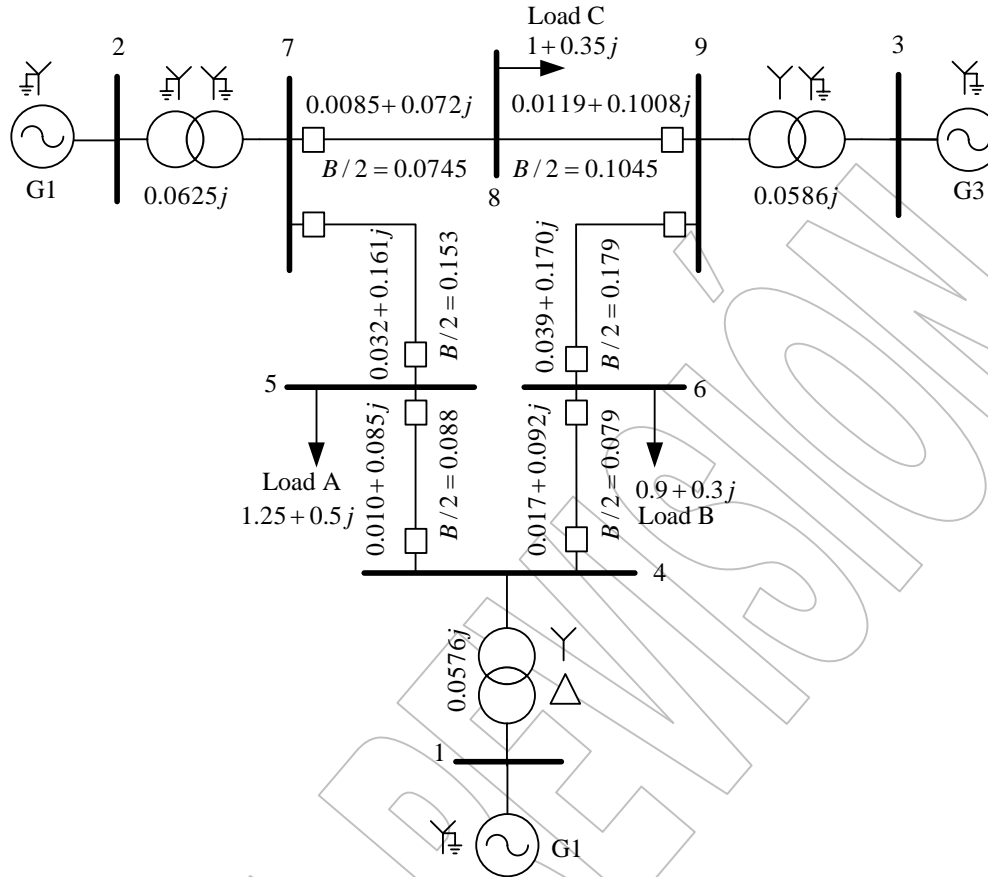 Load C
1+0.35j
2
7
9
3
0.0085+0.072j
0.0119+0.1008j
G1
0.0625j
B/2=0.0745
8
B/2=0.1045
0.0586j
G3
0.032+0.161j
B/2=0.153
0.039+0.170j
B/2=0.179
5
6
Load A
1.25+0.5j
0.010+0.085j
B/2=0.088
0.017+0.092j
B/2=0.079
0.9+0.3j
Load B
4
0.0576j
1
G1
REVISIÓN